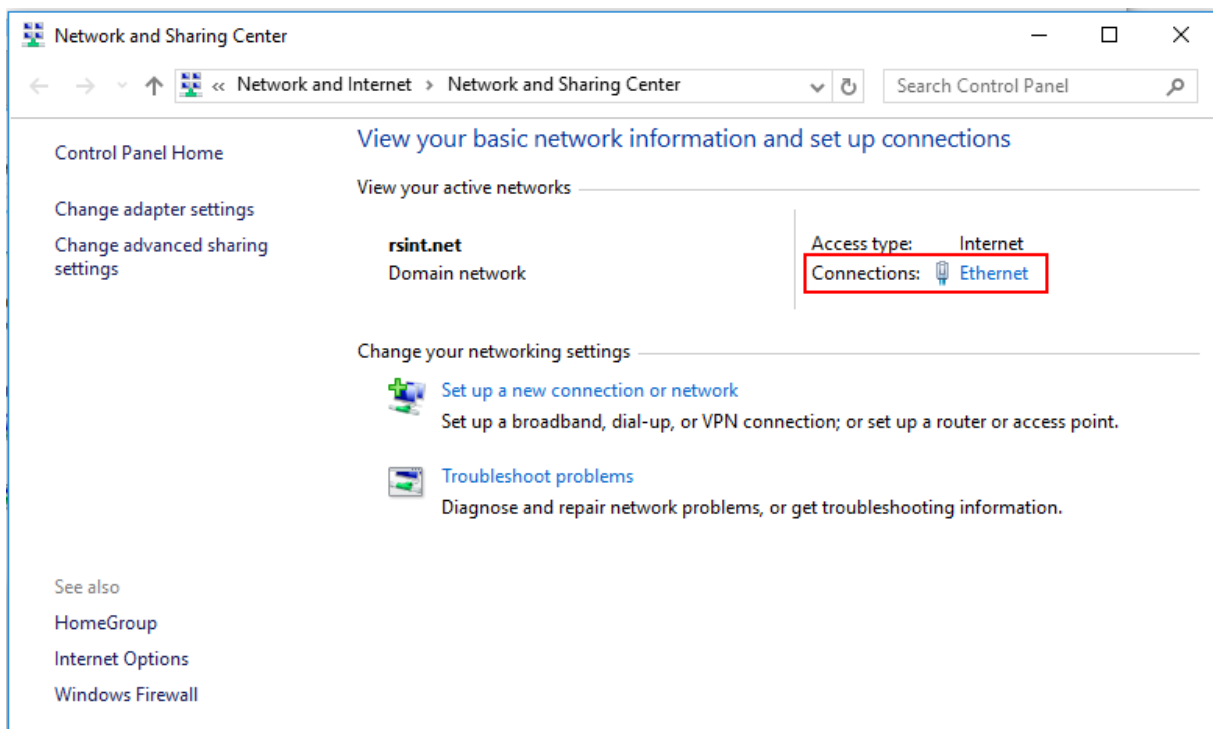 Network and Sharing Center
« Network and Internet > Network and Sharing Center
Search Control Panel
Control Panel Home
Change adapter settings
Change advanced sharing
settings
View your basic network information and set up connections
View your active networks
rsint.net
Domain network
Access type: Internet
Connections: Ethernet
Change your networking settings
Set up a new connection or network
Set up a broadband, dial-up, or VPN connection; or set up a router or access point.
Troubleshoot problems
Diagnose and repair network problems, or get troubleshooting information.
See also
HomeGroup
Internet Options
Windows Firewall